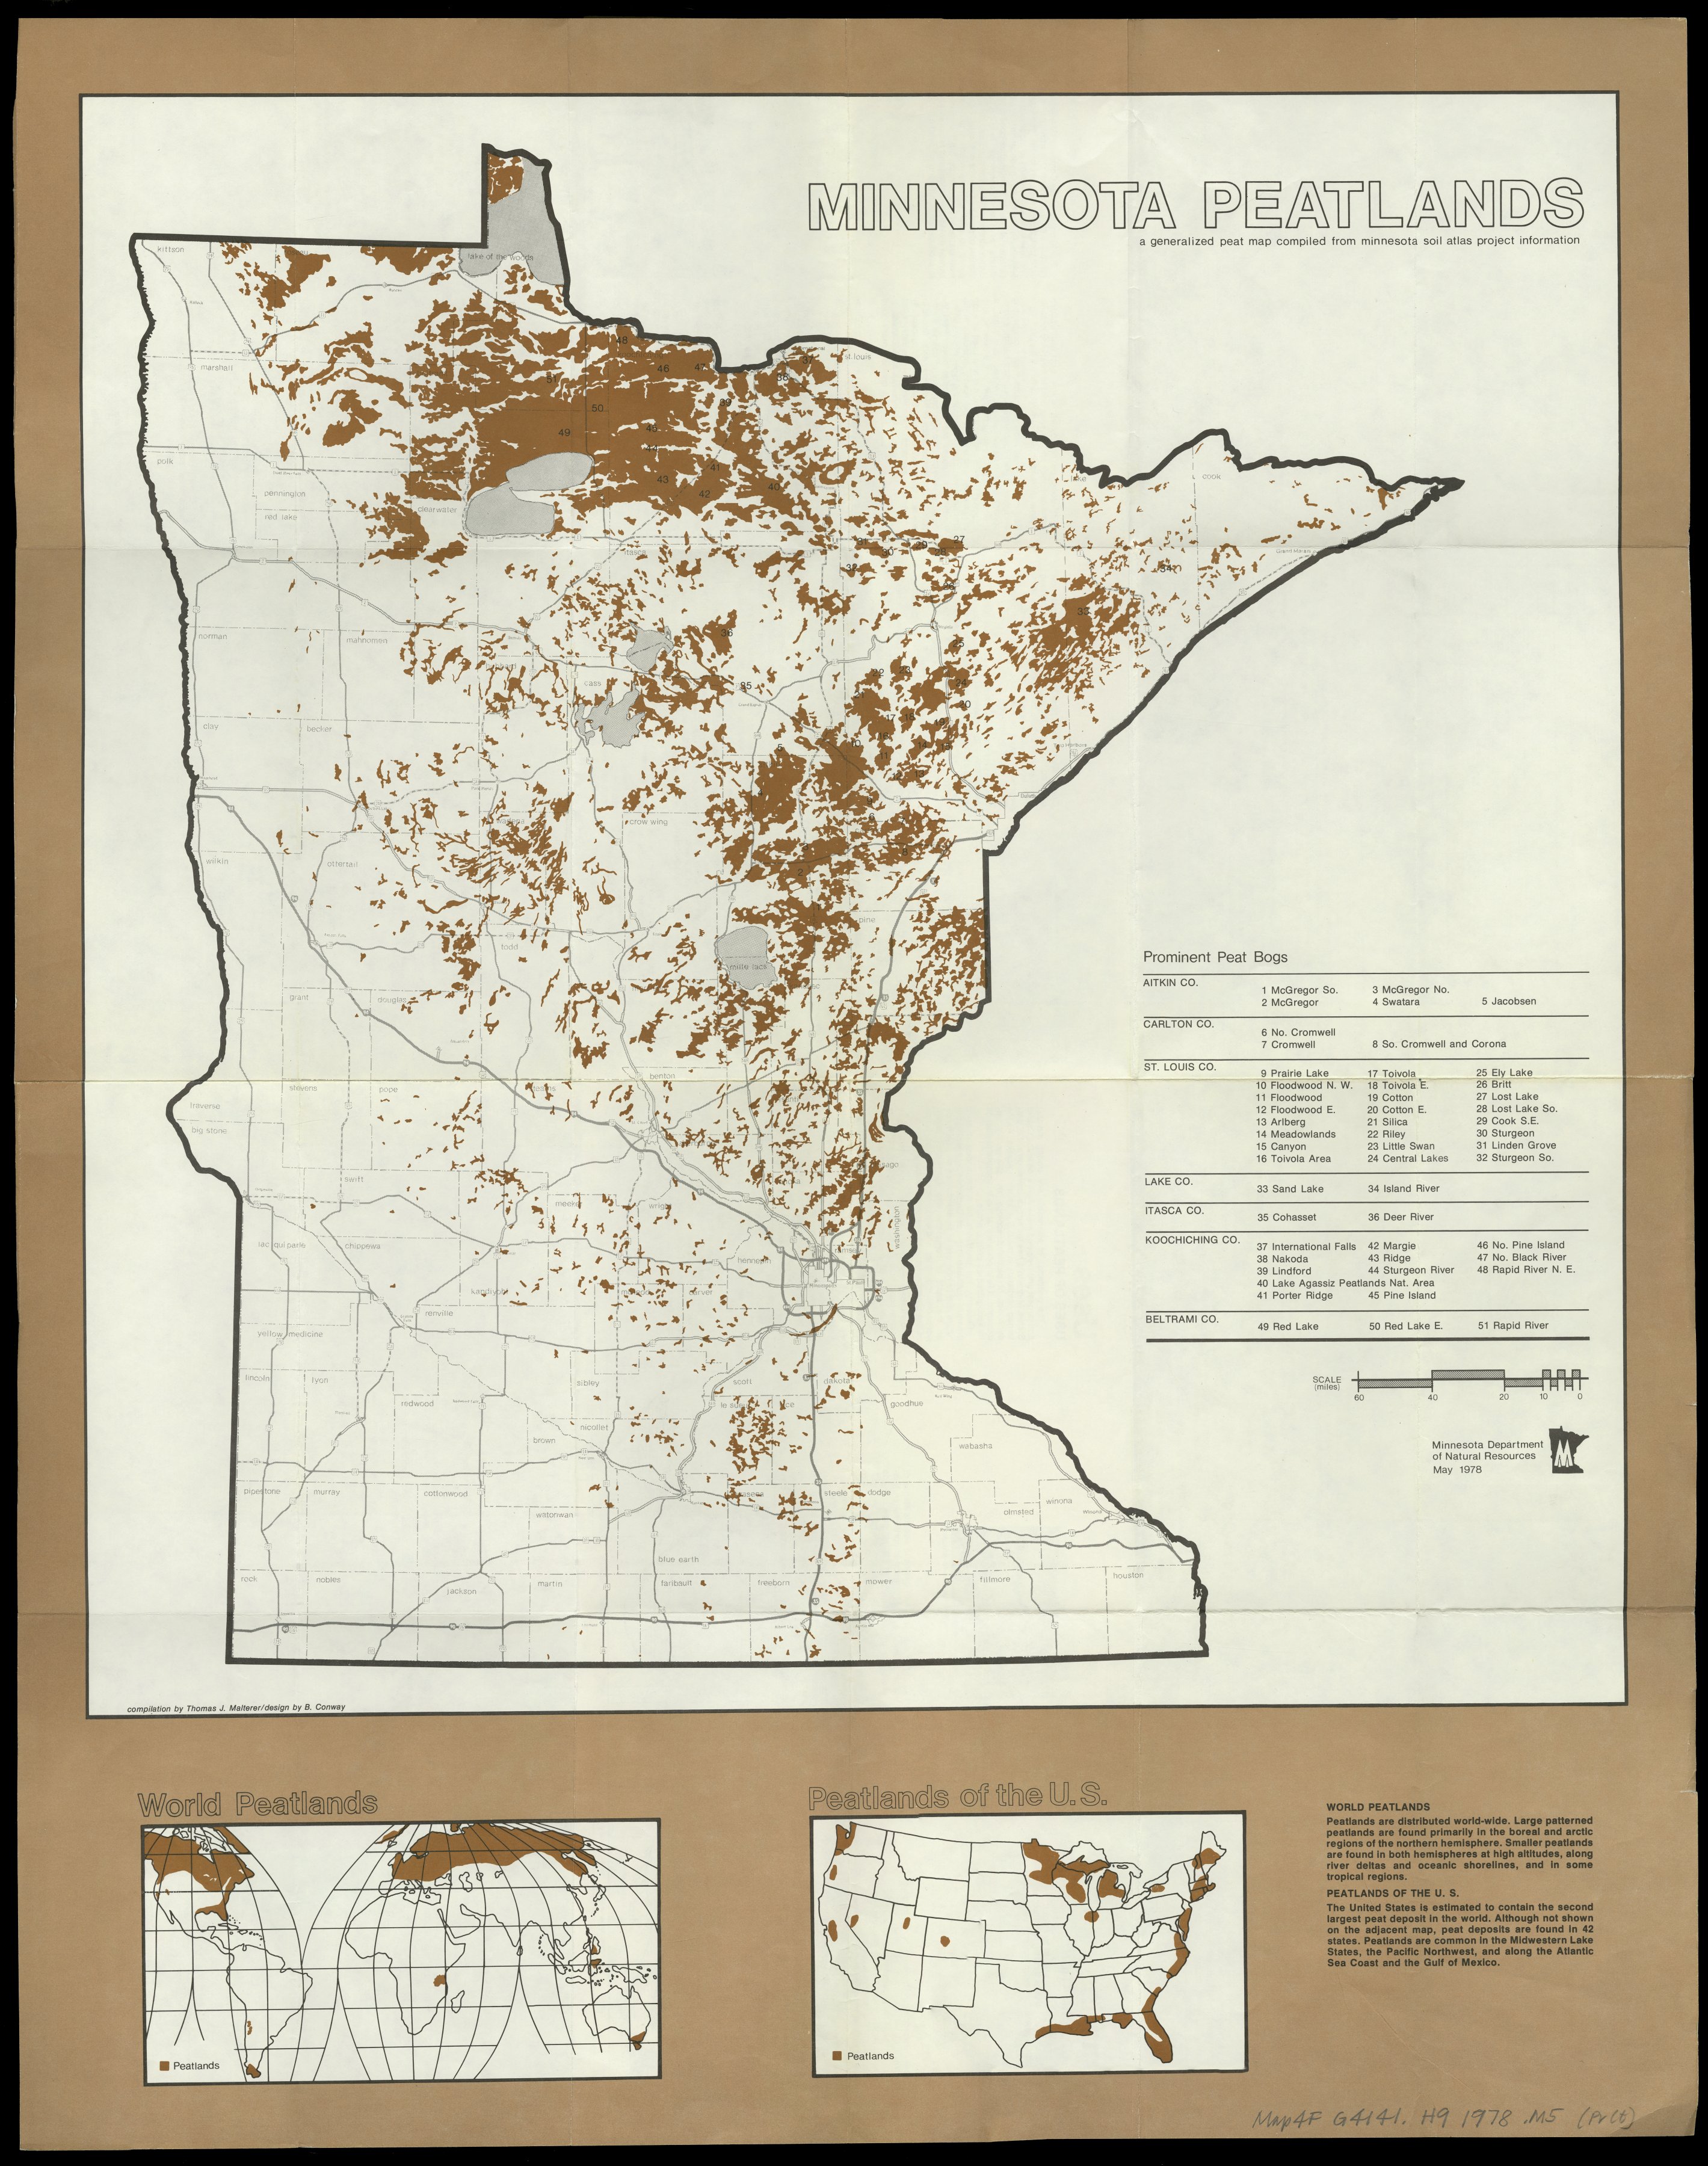 MINNESOTA PEATLANDS
a generalized peat map compiled from minnesota soil atlas project information
kittson
lake of the woods
marshall
st. louis
polk
pennington
red lake
clearwater
itasca
lake
cook
norman
mahnomen
cass
clay
becker
crow wing
wilkin
ottertail
pine
todd
mille lacs
grant
douglas
benton
stevens
pope
stearns
traverse
big stone
swift
meeker
wright
washington
lac qui parle
chippewa
hennepin
ramsey
kandiyohi
carver
renville
yellow medicine
lincoln
lyon
sibley
scott
dakota
redwood
le sueur
rice
goodhue
nicollet
brown
wabasha
pipestone
murray
cottonwood
waseca
steele
dodge
winona
olmsted
watonwan
blue earth
rock
nobles
jackson
martin
faribault
freeborn
mower
fillmore
houston
Prominent Peat Bogs
AITKIN CO.
1 McGregor So. 3 McGregor No.
2 McGregor 4 Swatara 5 Jacobsen
CARLTON CO.
6 No. Cromwell
7 Cromwell 8 So. Cromwell and Corona
ST. LOUIS CO.
9 Prairie Lake 17 Toivola 25 Ely Lake
10 Floodwood N. W. 18 Toivola E. 26 Britt
11 Floodwood 19 Cotton 27 Lost Lake
12 Floodwood E. 20 Cotton E. 28 Lost Lake So.
13 Arlberg 21 Silica 29 Cook S.E.
14 Meadowlands 22 Riley 30 Sturgeon
15 Canyon 23 Little Swan 31 Linden Grove
16 Toivola Area 24 Central Lakes 32 Sturgeon So.
LAKE CO.
33 Sand Lake 34 Island River
ITASCA CO.
35 Cohasset 36 Deer River
KOOCHICHING CO.
37 International Falls 42 Margie 46 No. Pine Island
38 Nakoda 43 Ridge 47 No. Black River
39 Lindford 44 Sturgeon River 48 Rapid River N. E.
40 Lake Agassiz Peatlands Nat. Area
41 Porter Ridge 45 Pine Island
BELTRAMI CO.
49 Red Lake 50 Red Lake E. 51 Rapid River
SCALE
(miles)
60 40 20 10 0
Minnesota Department
of Natural Resources
May 1978
compilation by Thomas J. Malterer/design by B. Conway
World Peatlands
Peatlands
Peatlands of the U.S.
Peatlands
WORLD PEATLANDS
Peatlands are distributed world-wide. Large patterned
peatlands are found primarily in the boreal and arctic
regions of the northern hemisphere. Smaller peatlands
are found in both hemispheres at high altitudes, along
river deltas and oceanic shorelines, and in some
tropical regions.
PEATLANDS OF THE U. S.
The United States is estimated to contain the second
largest peat deposit in the world. Although not shown
on the adjacent map, peat deposits are found in 42
states. Peatlands are common in the Midwestern Lake
States, the Pacific Northwest, and along the Atlantic
Sea Coast and the Gulf of Mexico.
Map4F G4141. H9 1978 .M5 (Pr(t)